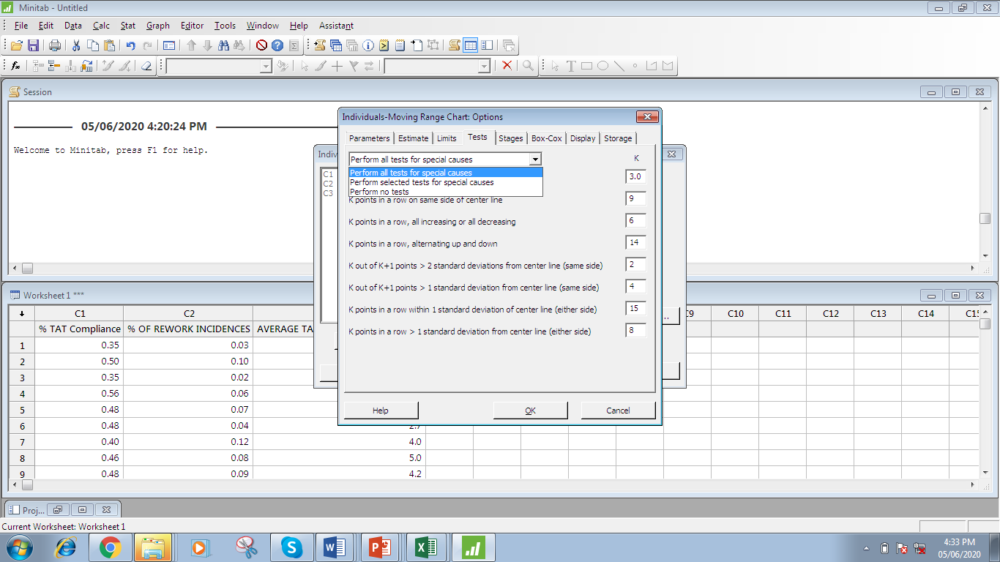 Minitab - Untitled
File Edit Data Calc Stat Graph Editor Tools Window Help Assistant
Session
05/06/2020 4:20:24 PM
Welcome to Minitab, press F1 for help.
Indiv
C1
C2
C3
Individuals-Moving Range Chart: Options
Parameters Estimate Limits Tests Stages Box-Cox Display Storage
Perform all tests for special causes K
Perform all tests for special causes 3.0
Perform selected tests for special causes
Perform no tests
K points in a row on same side of center line 9
K points in a row, all increasing or all decreasing 6
K points in a row, alternating up and down 14
K out of K+1 points > 2 standard deviations from center line (same side) 2
K out of K+1 points > 1 standard deviation from center line (same side) 4
K points in a row within 1 standard deviation of center line (either side) 15
K points in a row > 1 standard deviation from center line (either side) 8
Help OK Cancel
Worksheet 1 ***
C1 C2 C9 C10 C11 C12 C13 C14 C15
% TAT Compliance % OF REWORK INCIDENCES AVERAGE TA
1 0.35 0.03
2 0.50 0.10
3 0.35 0.02
4 0.56 0.06
5 0.48 0.07
6 0.48 0.04 2.7
7 0.40 0.12 4.0
8 0.46 0.08 5.0
9 0.48 0.09 4.2
Proj...
Current Worksheet: Worksheet 1
4:33 PM
05/06/2020